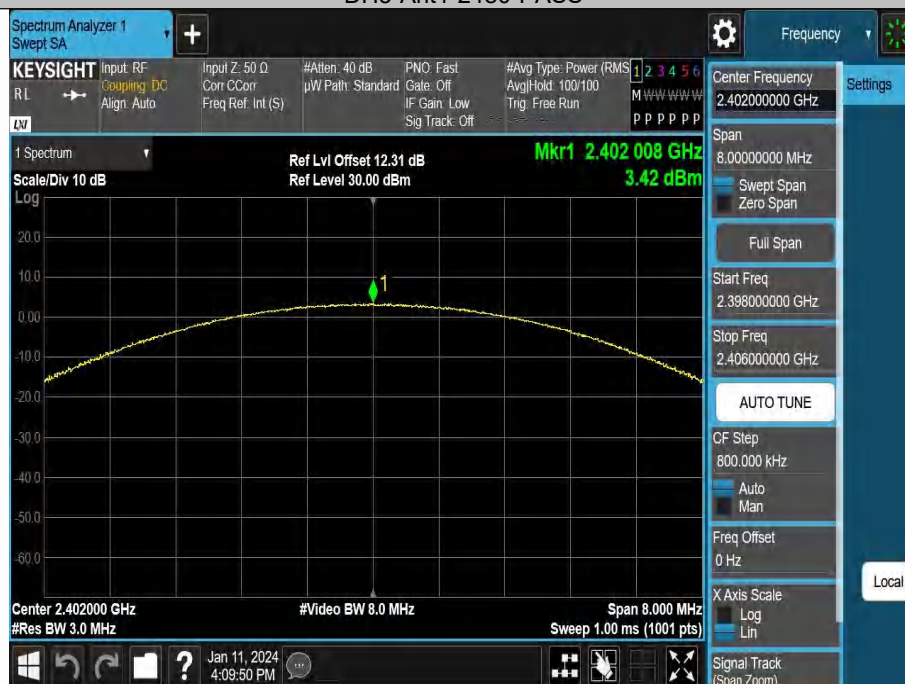 Spectrum Analyzer 1
Swept SA
+
Frequency
KEYSIGHT
RL
LXI
Input: RF
Coupling: DC
Align: Auto
Input Z: 50 Ω
Corr CCorr
Freq Ref: Int (S)
#Atten: 40 dB
µW Path: Standard
PNO: Fast
Gate: Off
IF Gain: Low
Sig Track: Off
#Avg Type: Power (RMS
Avg|Hold: 100/100
Trig: Free Run
1 2 3 4 5 6
M W W W W W
P P P P P P
Center Frequency
2.402000000 GHz
Settings
1 Spectrum
Scale/Div 10 dB
Log
Ref Lvl Offset 12.31 dB
Ref Level 30.00 dBm
Mkr1 2.402 008 GHz
3.42 dBm
Span
8.00000000 MHz
Swept Span
Zero Span
Full Span
Start Freq
2.398000000 GHz
Stop Freq
2.406000000 GHz
AUTO TUNE
CF Step
800.000 kHz
Auto
Man
Freq Offset
0 Hz
X Axis Scale
Log
Lin
Local
Signal Track
(Span Zoom)
20.0
10.0
0.00
-10.0
-20.0
-30.0
-40.0
-50.0
-60.0
1
Center 2.402000 GHz
#Res BW 3.0 MHz
#Video BW 8.0 MHz
Span 8.000 MHz
Sweep 1.00 ms (1001 pts)
?
Jan 11, 2024
4:09:50 PM